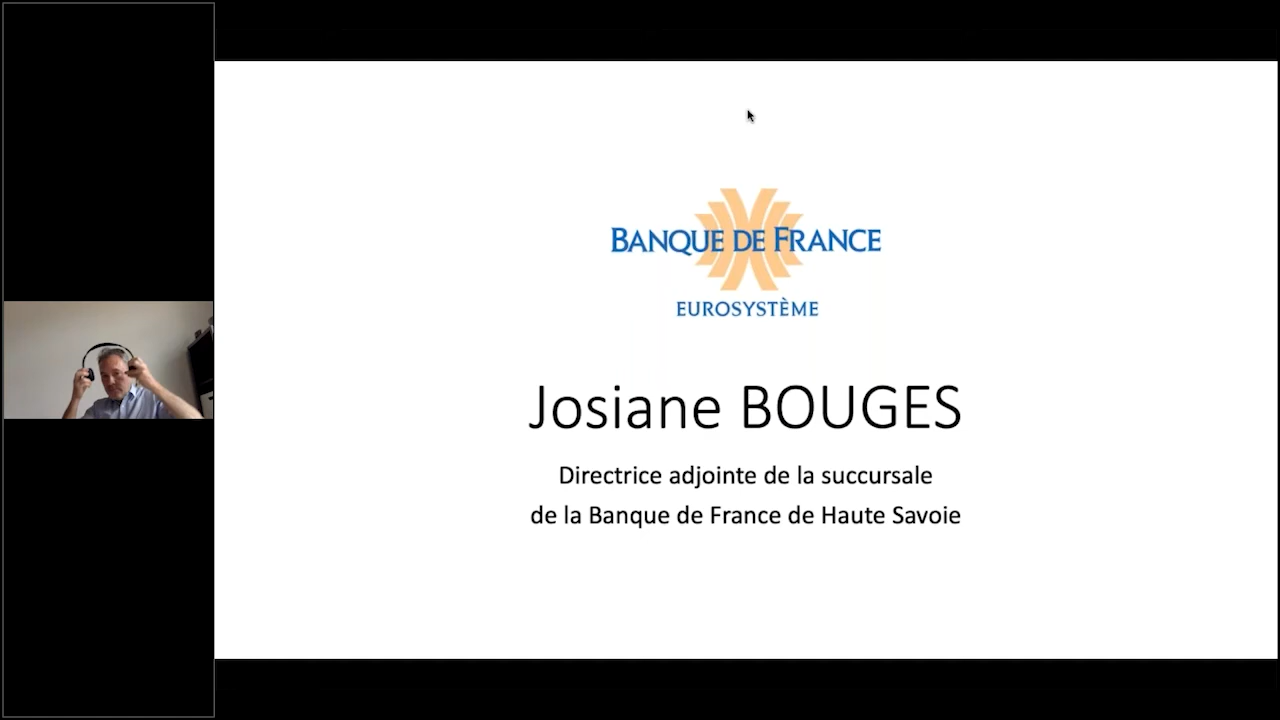 BANQUE DE FRANCE
EUROSYSTÈME
Josiane BOUGES
Directrice adjointe de la succursale
de la Banque de France de Haute Savoie